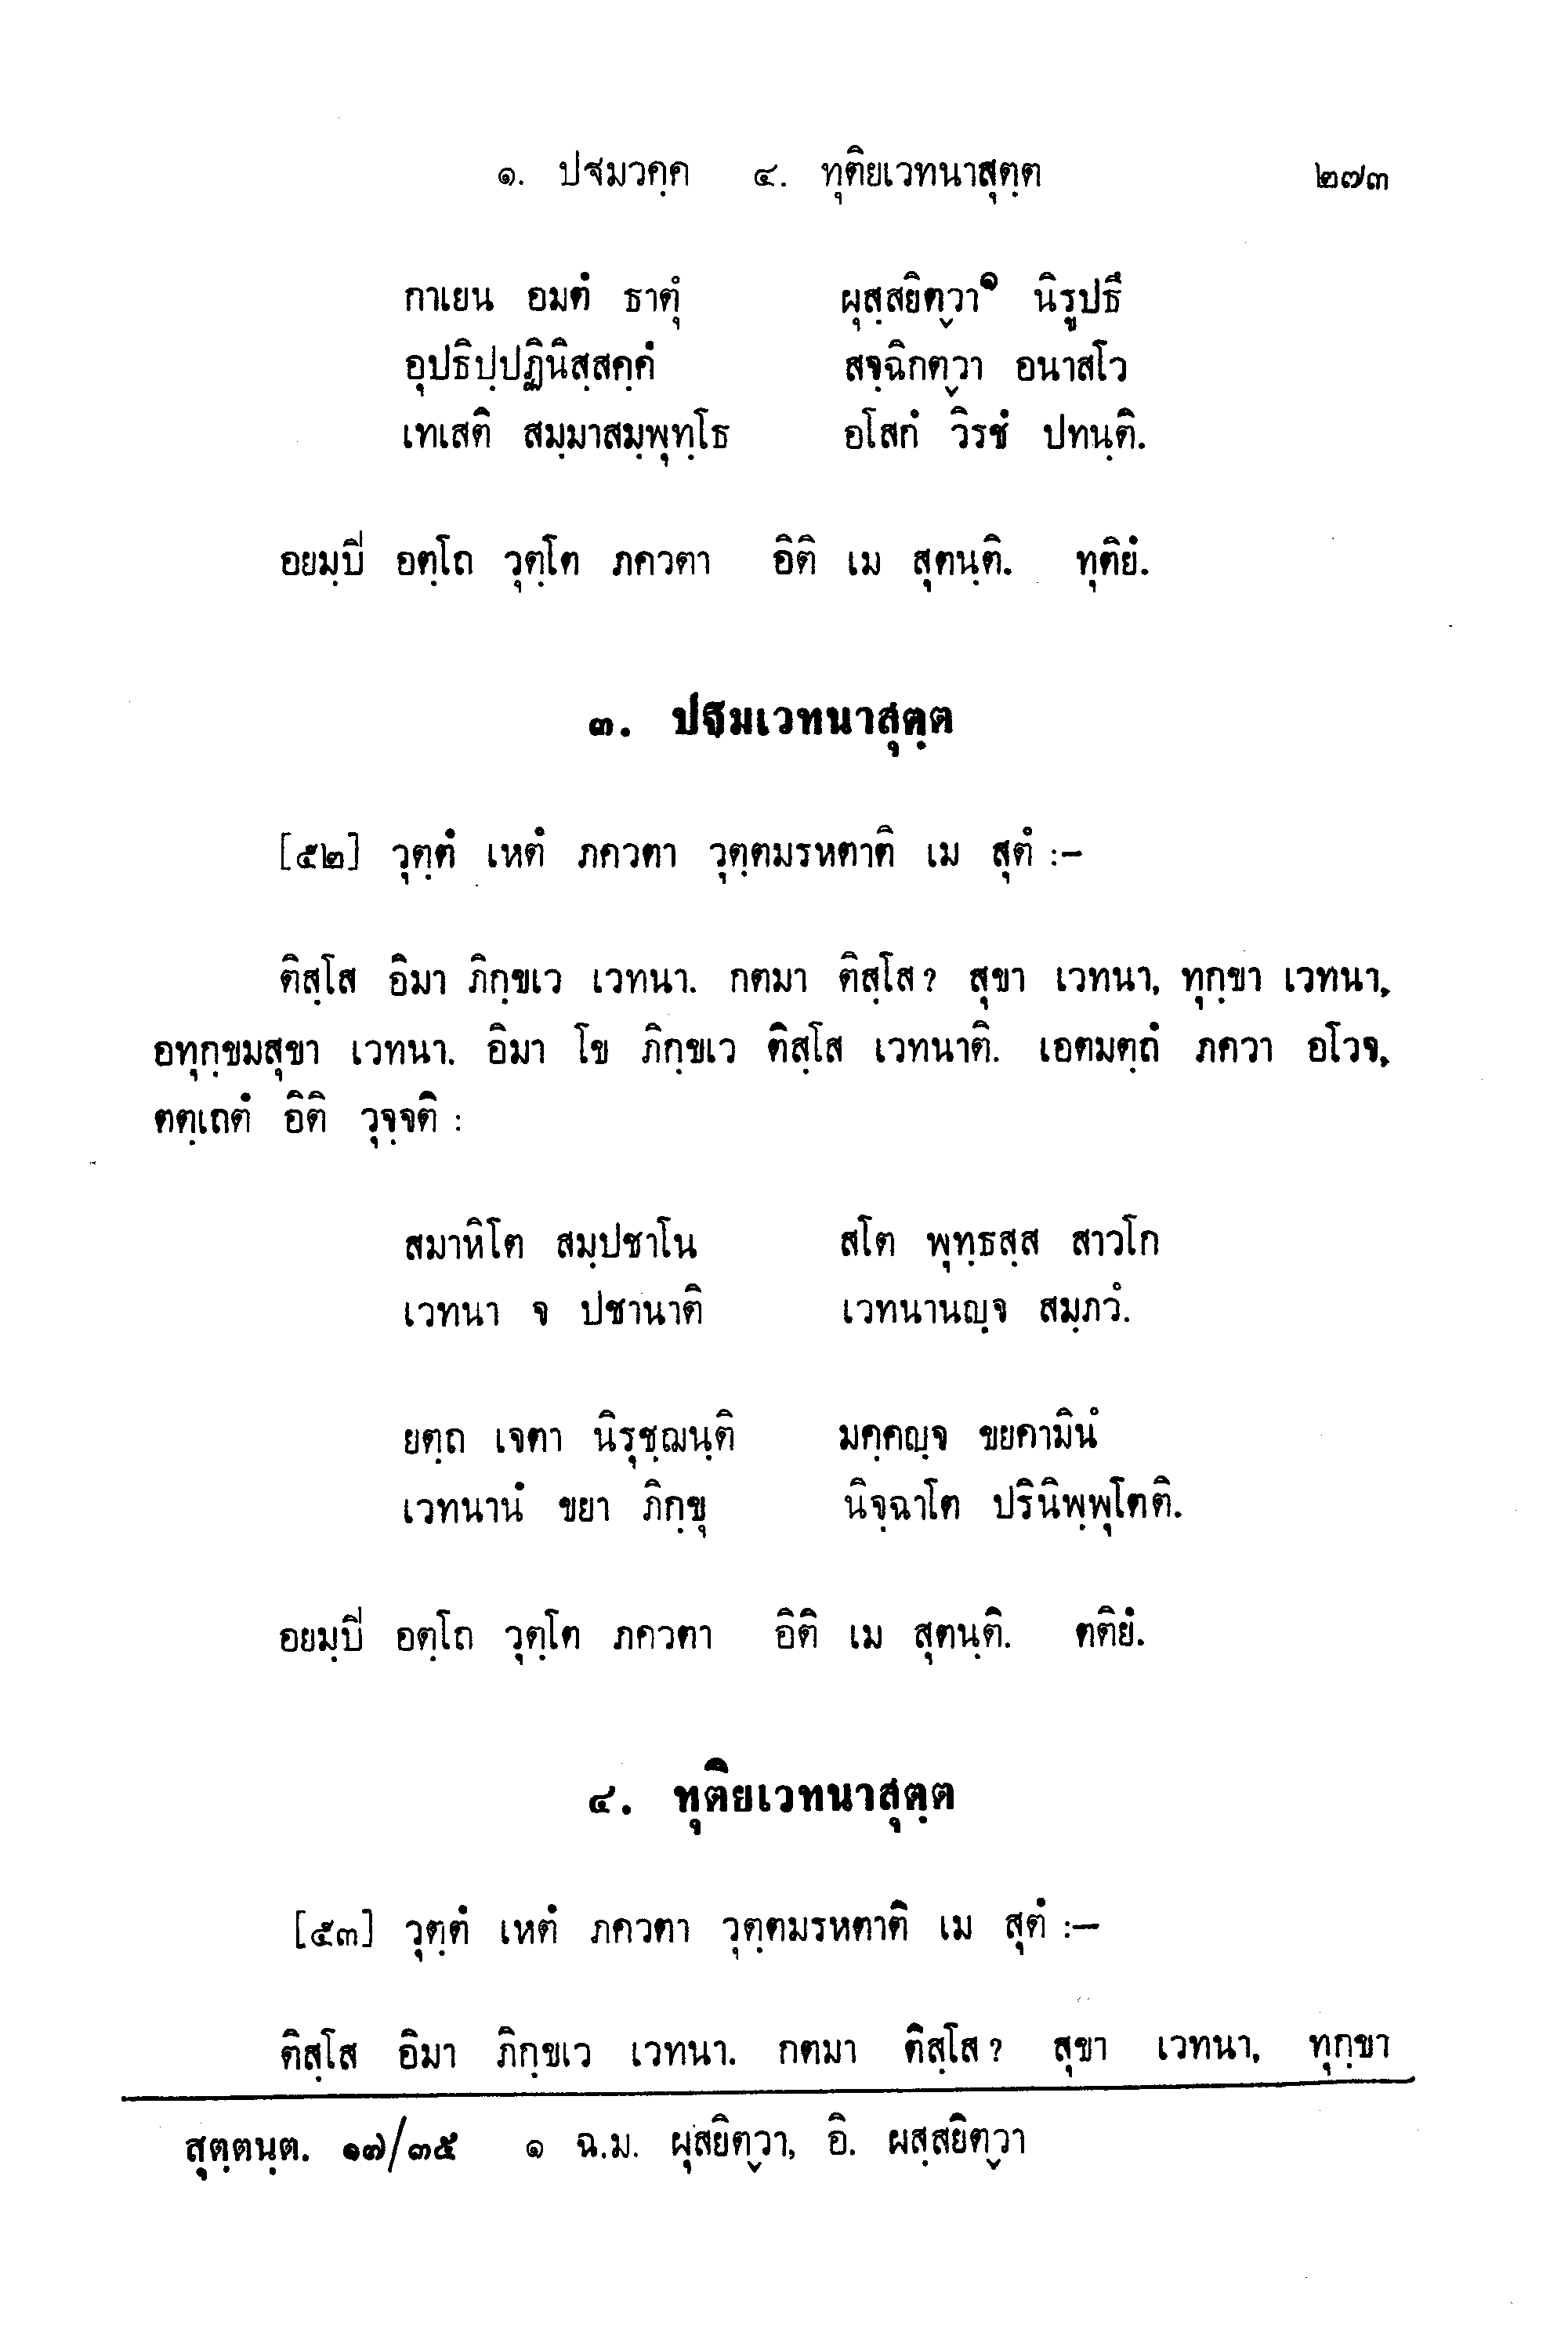 ๑. ปฐมวคฺค ๔. ทุติยเวทนาสุตฺต ๒๗๓
กาเยน อมตํ ธาตุํ ผุสฺสยิตฺวา๑ นิรูปธึ
อุปธิปฺปฏินิสฺสคฺคํ สจฺฉิกตฺวา อนาสโว
เทเสติ สมฺมาสมฺพุทฺโธ อโสกํ วิรชํ ปทนฺติ.
อยมฺปิ อตฺโถ วุตฺโต ภควตา อิติ เม สุตนฺติ. ทุติยํ.
๓. ปฐมเวทนาสุตฺต
[๕๒] วุตฺตํ เหตํ ภควตา วุตฺตมรหตาติ เม สุตํ :–
ติสฺโส อิมา ภิกฺขเว เวทนา. กตมา ติสฺโส? สุขา เวทนา, ทุกฺขา เวทนา,
อทุกฺขมสุขา เวทนา. อิมา โข ภิกฺขเว ติสฺโส เวทนาติ. เอตมตฺถํ ภควา อโวจ,
ตตฺเถตํ อิติ วุจฺจติ :
สมาหิโต สมฺปชาโน สโต พุทฺธสฺส สาวโก
เวทนา จ ปชานาติ เวทนานญฺจ สมฺภวํ.
ยตฺถ เจตา นิรุชฺฌนฺติ มคฺคญฺจ ขยคามินํ
เวทนานํ ขยา ภิกฺขุ นิจฺฉาโต ปรินิพฺพุโตติ.
อยมฺปิ อตฺโถ วุตฺโต ภควตา อิติ เม สุตนฺติ. ตติยํ.
๔. ทุติยเวทนาสุตฺต
[๕๓] วุตฺตํ เหตํ ภควตา วุตฺตมรหตาติ เม สุตํ :–
ติสฺโส อิมา ภิกฺขเว เวทนา. กตมา ติสฺโส? สุขา เวทนา, ทุกฺขา
สุตฺตนฺต. ๑๗/๓๕ ๑ ฉ.ม. ผุสยิตฺวา, อิ. ผสฺสยิตฺวา